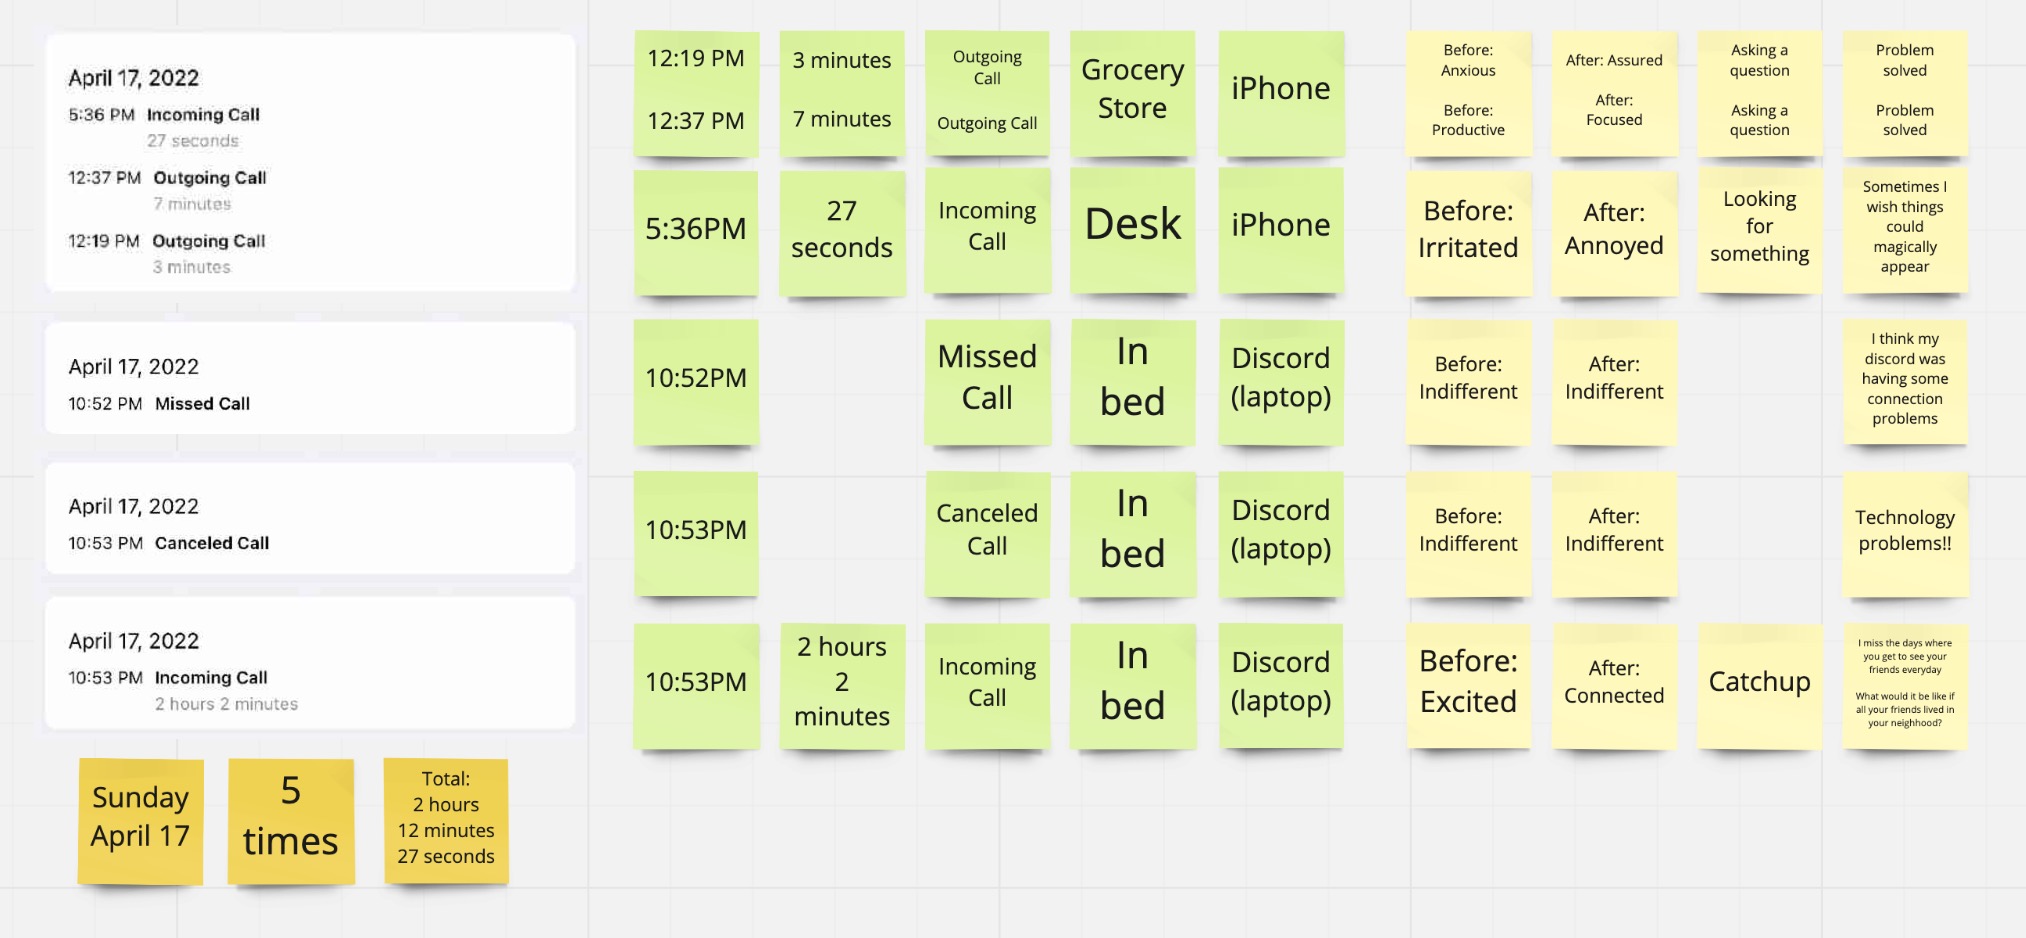 April 17, 2022
5:36 PM Incoming Call
27 seconds
12:37 PM Outgoing Call
7 minutes
12:19 PM Outgoing Call
3 minutes
April 17, 2022
10:52 PM Missed Call
April 17, 2022
10:53 PM Canceled Call
April 17, 2022
10:53 PM Incoming Call
2 hours 2 minutes
Sunday
April 17
5
times
Total:
2 hours
12 minutes
27 seconds
12:19 PM
12:37 PM
3 minutes
7 minutes
Outgoing
Call
Outgoing Call
Grocery
Store
iPhone
Before:
Anxious
Before:
Productive
After: Assured
After:
Focused
Asking a
question
Asking a
question
Problem
solved
Problem
solved
5:36PM
27
seconds
Incoming
Call
Desk
iPhone
Before:
Irritated
After:
Annoyed
Looking
for
something
Sometimes I
wish things
could
magically
appear
10:52PM
Missed
Call
In
bed
Discord
(laptop)
Before:
Indifferent
After:
Indifferent
I think my
discord was
having some
connection
problems
10:53PM
Canceled
Call
In
bed
Discord
(laptop)
Before:
Indifferent
After:
Indifferent
Technology
problems!!
10:53PM
2 hours
2
minutes
Incoming
Call
In
bed
Discord
(laptop)
Before:
Excited
After:
Connected
Catchup
I miss the days where
you get to see your
friends everyday
What would it be like if
all your friends lived in
your neighhood?